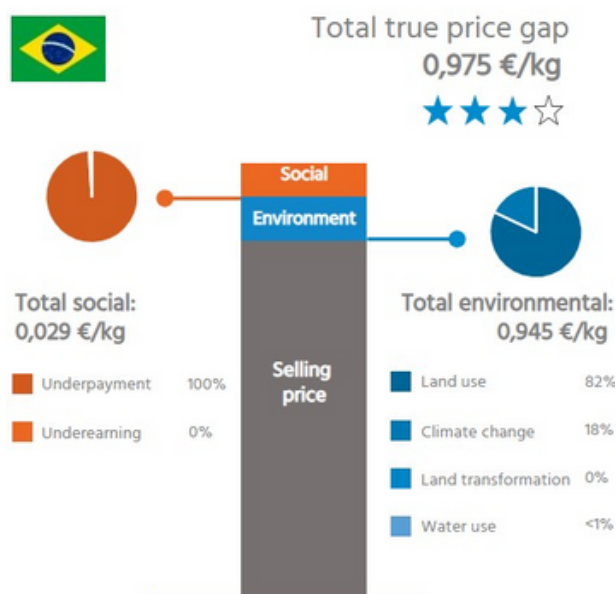 Total true price gap
0,975 €/kg
Social
Environment
Total social:
0,029 €/kg
Underpayment 100%
Underearning 0%
Selling
price
Total environmental:
0,945 €/kg
Land use 82%
Climate change 18%
Land transformation 0%
Water use <1%